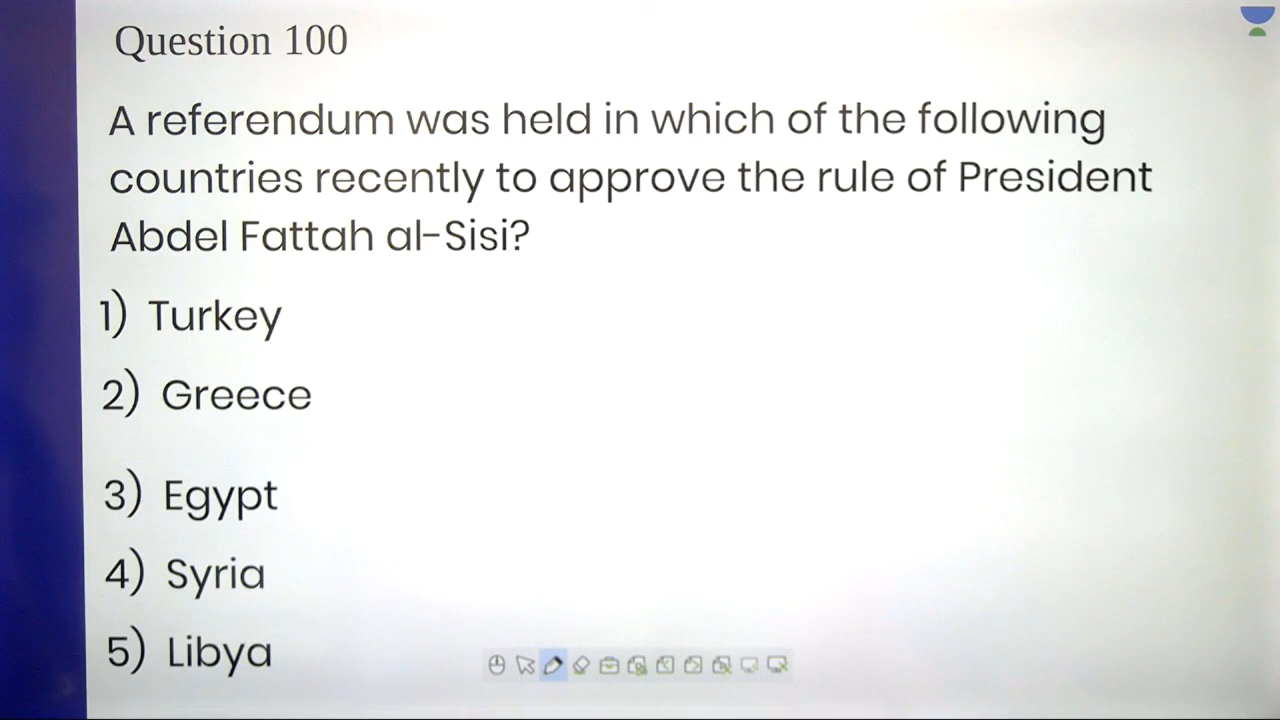 Question 100
A referendum was held in which of the following
countries recently to approve the rule of President
Abdel Fattah al-Sisi?
1) Turkey
2) Greece
3) Egypt
4) Syria
5) Libya